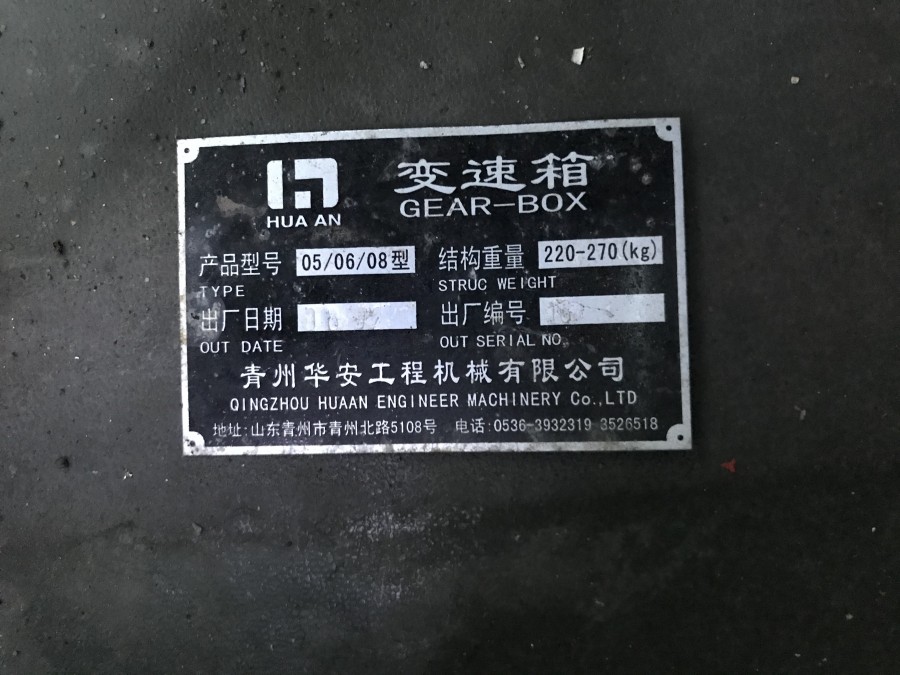 HUA AN
变速箱
GEAR-BOX
产品型号 05/06/08型 结构重量 220-270(kg)
TYPE STRUC WEIGHT
出厂日期 出厂编号
OUT DATE OUT SERIAL NO.
青州华安工程机械有限公司
QINGZHOU HUAAN ENGINEER MACHINERY Co.,LTD
地址:山东青州市青州北路5108号 电话:0536-3932319 3526518